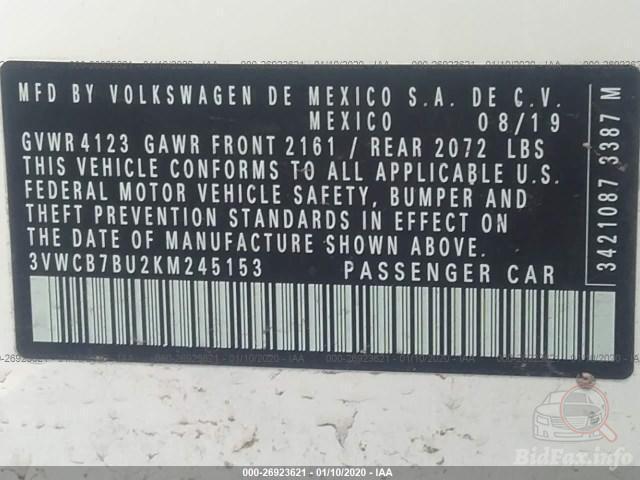 MFD BY VOLKSWAGEN DE MEXICO S.A. DE C.V.
MEXICO 08/19
GVWR 4123 GAWR FRONT 2161 / REAR 2072 LBS
THIS VEHICLE CONFORMS TO ALL APPLICABLE U.S.
FEDERAL MOTOR VEHICLE SAFETY, BUMPER AND
THEFT PREVENTION STANDARDS IN EFFECT ON
THE DATE OF MANUFACTURE SHOWN ABOVE.
3VWCB7BU2KM245153 PASSENGER CAR
3421087 3387 M
BidFax.info
000-26923621 - 01/10/2020 - IAA